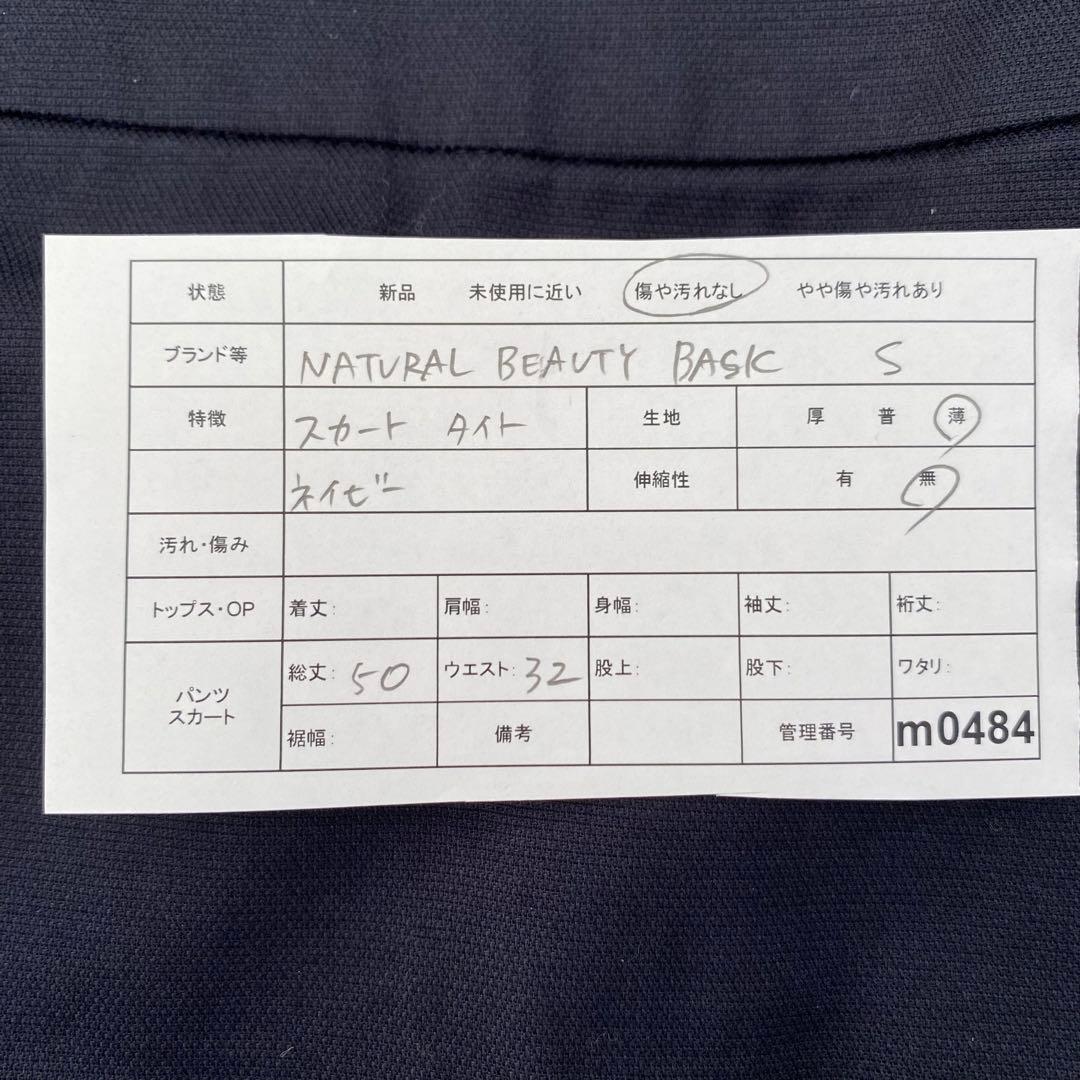 状態 新品 未使用に近い 傷や汚れなし やや傷や汚れあり
ブランド等 NATURAL BEAUTY BASIC S
特徴 スカート タイト 生地 厚 普 薄
ネイビー 伸縮性 有 無
汚れ・傷み
トップス・OP 着丈: 肩幅: 身幅: 袖丈: 裄丈:
パンツ スカート 総丈: 50 ウエスト: 32 股上: 股下: ワタリ:
裾幅: 備考 管理番号 m0484